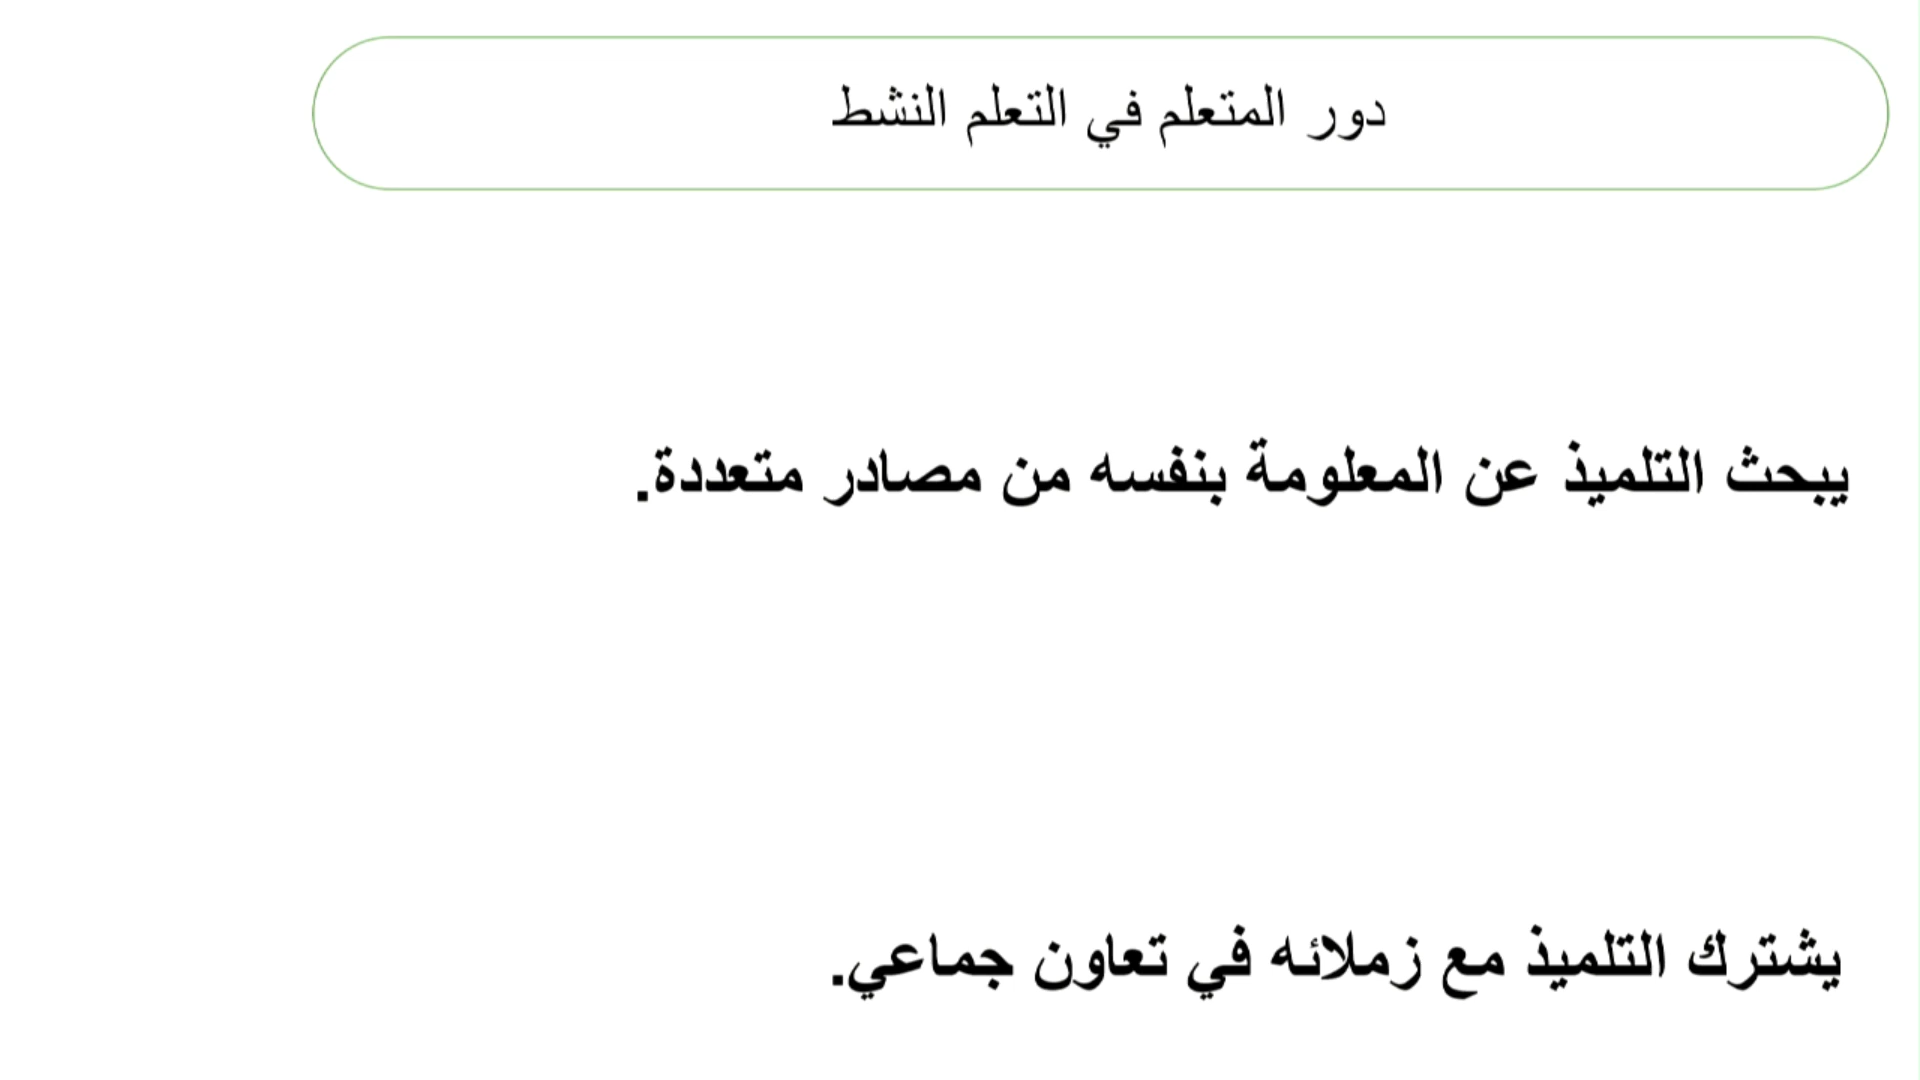 دور المتعلم في التعلم النشط
يبحث التلميذ عن المعلومة بنفسه من مصادر متعددة.
يشترك التلميذ مع زملائه في تعاون جماعي.